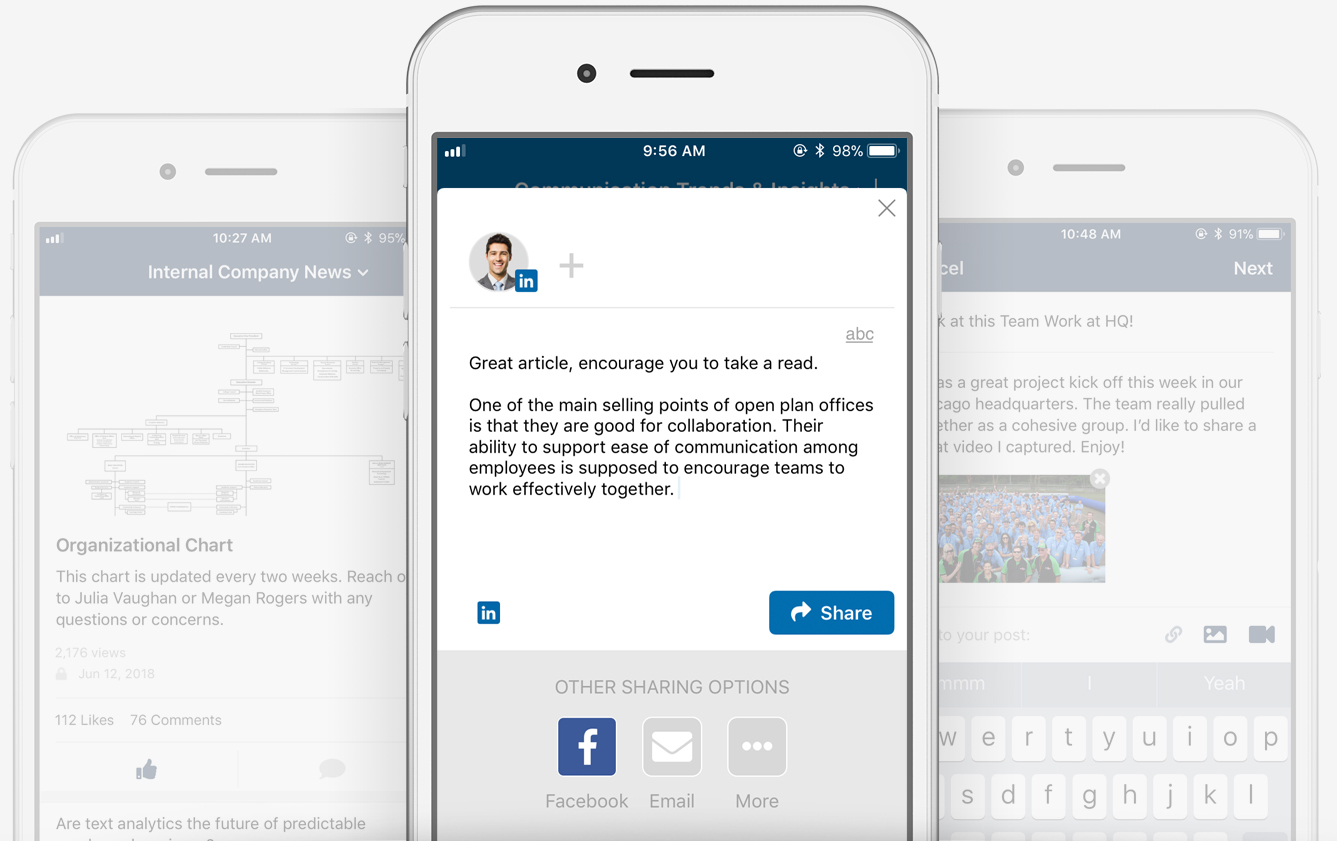 10:27 AM
95%
Internal Company News
Organizational Chart
This chart is updated every two weeks. Reach o
to Julia Vaughan or Megan Rogers with any
questions or concerns.
2,176 views
Jun 12, 2018
112 Likes 76 Comments
Are text analytics the future of predictable
9:56 AM
98%
Communication Trends & Insights
in
abc
Great article, encourage you to take a read.
One of the main selling points of open plan offices
is that they are good for collaboration. Their
ability to support ease of communication among
employees is supposed to encourage teams to
work effectively together.
in
Share
OTHER SHARING OPTIONS
f
Facebook Email More
10:48 AM
91%
cel Next
k at this Team Work at HQ!
as a great project kick off this week in our
cago headquarters. The team really pulled
ether as a cohesive group. I'd like to share a
at video I captured. Enjoy!
to your post:
mmm I Yeah
w e r t y u i o p
s d f g h j k l